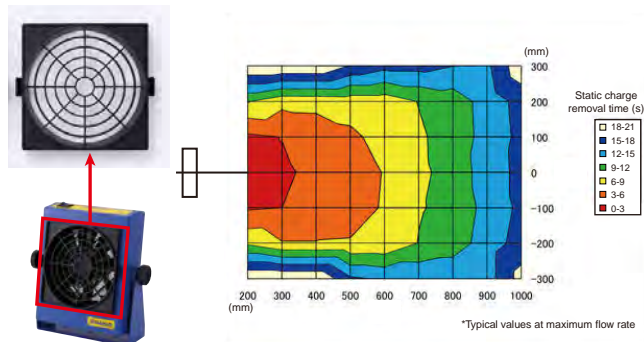 (mm)
300
200
100
0
-100
-200
-300
200 300 400 500 600 700 800 900 1000
(mm)
Static charge
removal time (s)
18-21
15-18
12-15
9-12
6-9
3-6
0-3
*Typical values at maximum flow rate